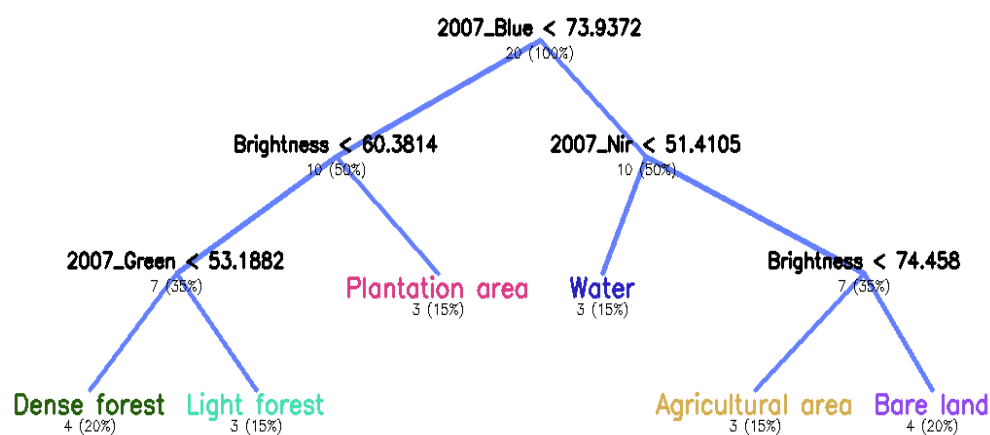 2007_Blue < 73.9372
20 (100%)
Brightness < 60.3814
2007_Nir < 51.4105
10 (50%)
10 (50%)
2007_Green < 53.1882
Brightness < 74.458
7 (35%)
Plantation area
Water
7 (35%)
3 (15%)
3 (15%)
Dense forest
Light forest
Agricultural area
Bare land
4 (20%)
3 (15%)
3 (15%)
4 (20%)